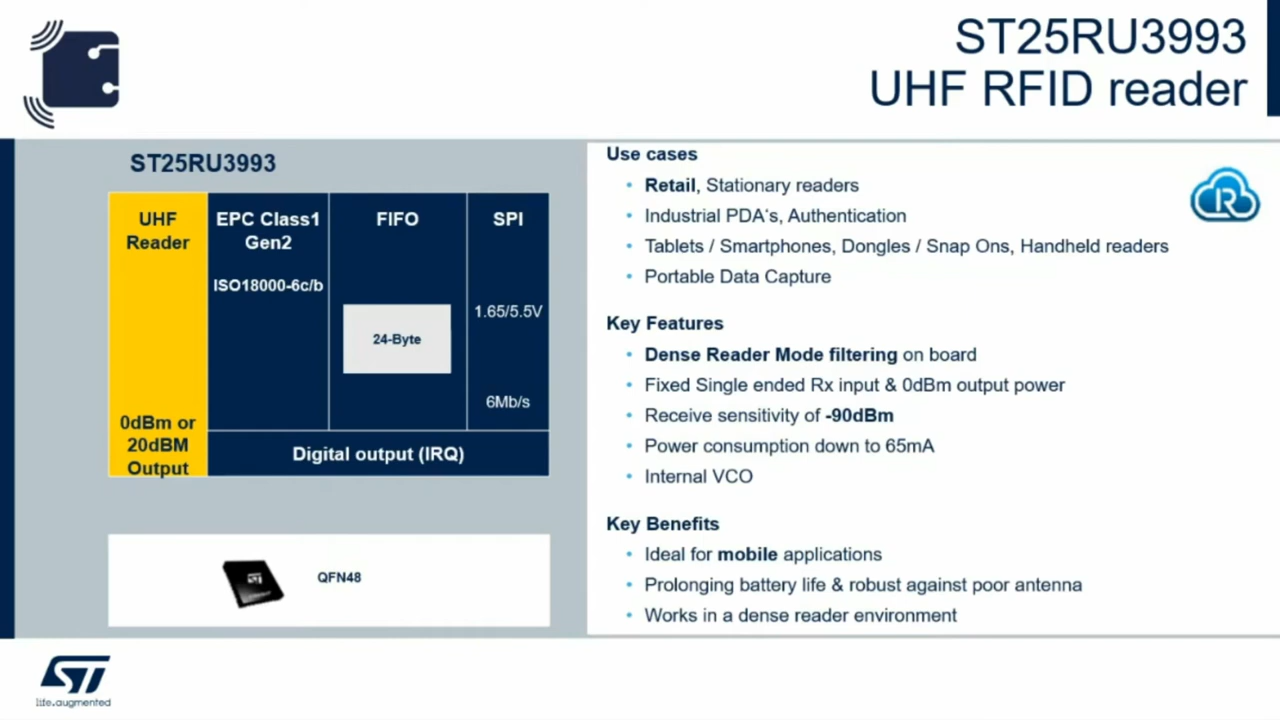 ST25RU3993
UHF RFID reader
ST25RU3993
UHF
Reader
0dBm or
20dBM
Output
EPC Class1
Gen2
ISO18000-6c/b
FIFO
24-Byte
SPI
1.65/5.5V
6Mb/s
Digital output (IRQ)
QFN48
Use cases
• Retail, Stationary readers
• Industrial PDA's, Authentication
• Tablets / Smartphones, Dongles / Snap Ons, Handheld readers
• Portable Data Capture
Key Features
• Dense Reader Mode filtering on board
• Fixed Single ended Rx input & 0dBm output power
• Receive sensitivity of -90dBm
• Power consumption down to 65mA
• Internal VCO
Key Benefits
• Ideal for mobile applications
• Prolonging battery life & robust against poor antenna
• Works in a dense reader environment
R
ST
life.augmented